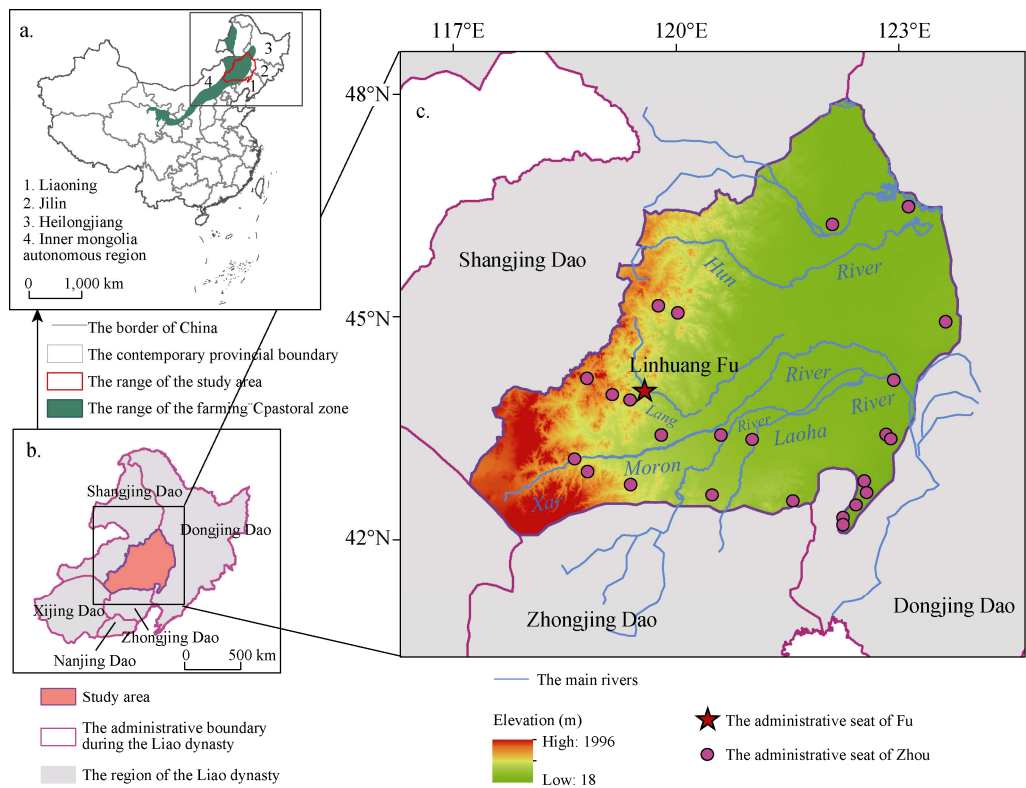 a.
3
2
4
1
1. Liaoning
2. Jilin
3. Heilongjiang
4. Inner mongolia
autonomous region
0 1,000 km
The border of China
The contemporary provincial boundary
The range of the study area
The range of the farming¨Cpastoral zone
b.
Shangjing Dao
Dongjing Dao
Xijing Dao
Zhongjing Dao
Nanjing Dao
0 500 km
Study area
The administrative boundary
during the Liao dynasty
The region of the Liao dynasty
117°E 120°E 123°E
48°N
45°N
42°N
c.
Shangjing Dao
Hun River
Linhuang Fu
Lang River
Xar Moron River
Laoha River
Zhongjing Dao
Dongjing Dao
The main rivers
Elevation (m)
High: 1996
Low: 18
The administrative seat of Fu
The administrative seat of Zhou